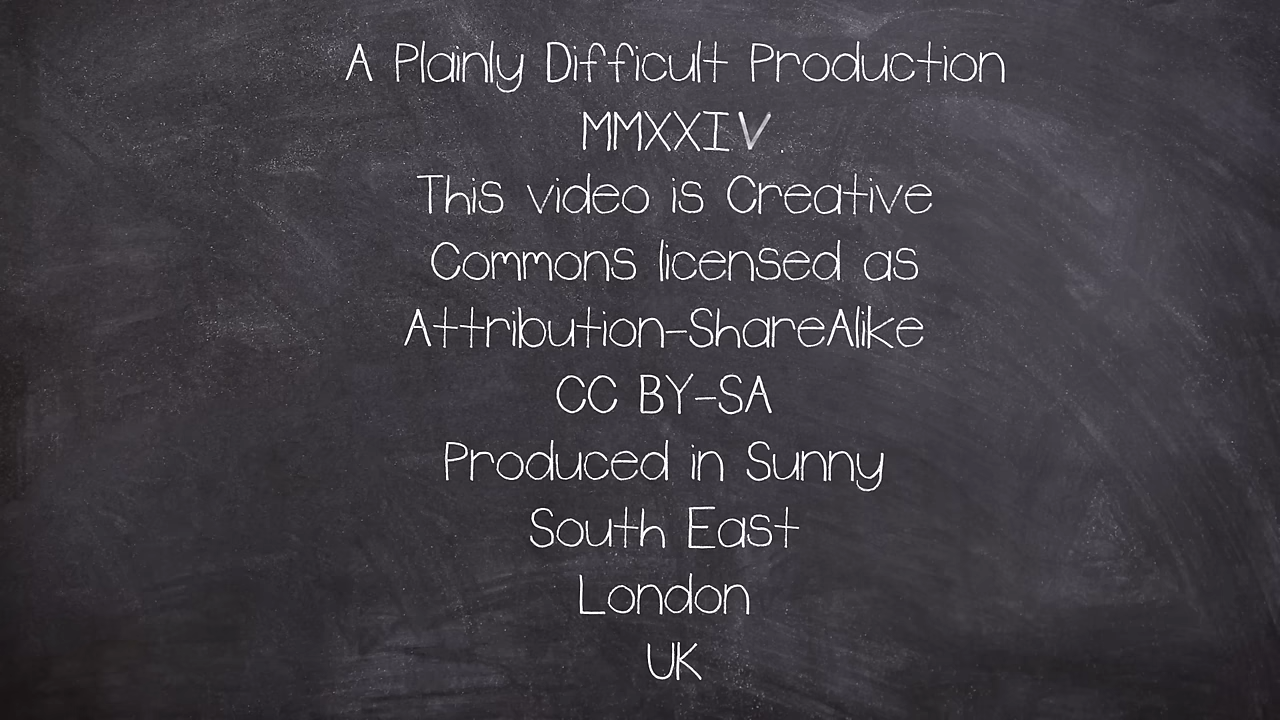 A Plainly Difficult Production
MMXXIV.
This video is Creative
Commons licensed as
Attribution-ShareAlike
CC BY-SA
Produced in Sunny
South East
London
UK